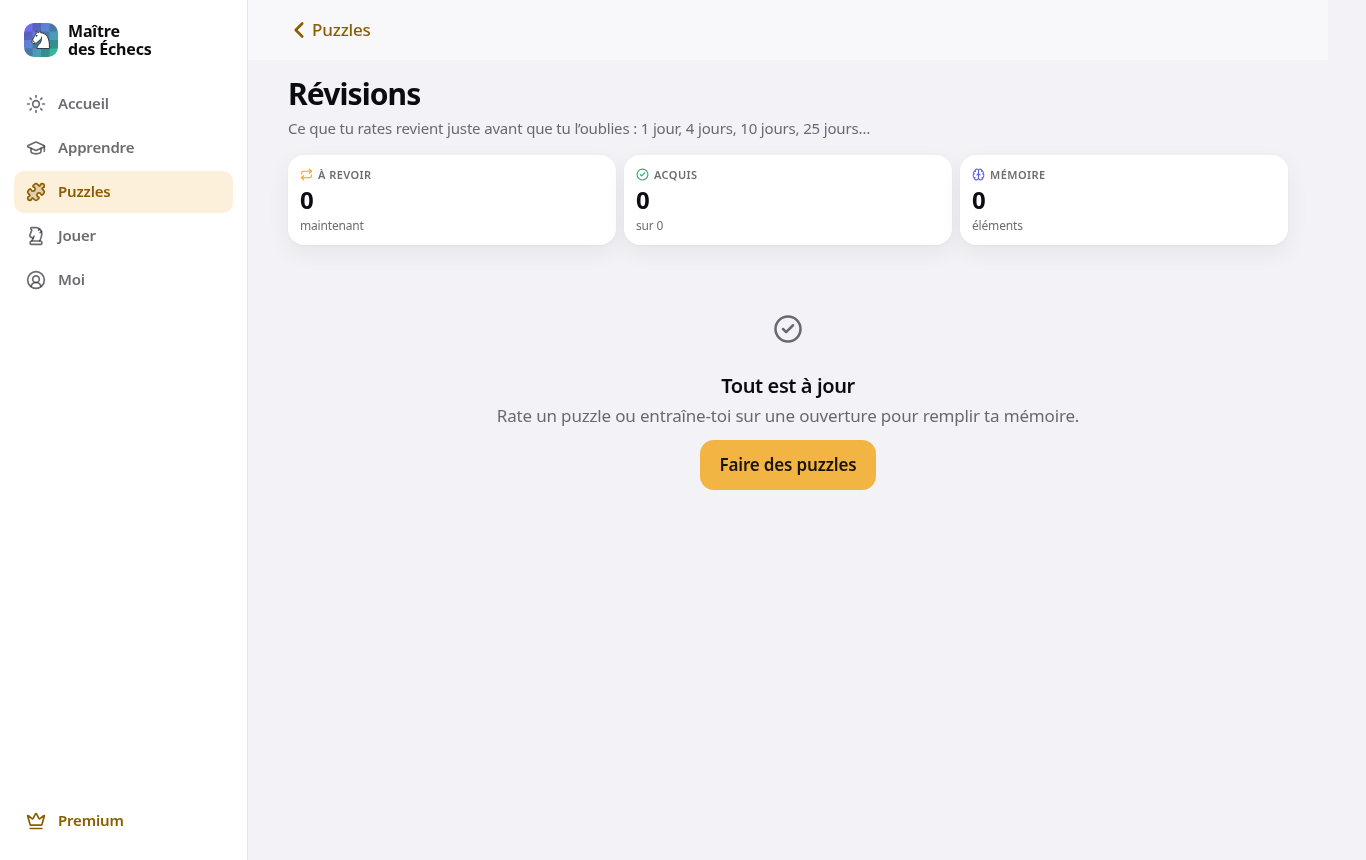 Maître
des Échecs
Accueil
Apprendre
Puzzles
Jouer
Moi
Premium
Puzzles
Révisions
Ce que tu rates revient juste avant que tu l’oublies : 1 jour, 4 jours, 10 jours, 25 jours…
À REVOIR
0
maintenant
ACQUIS
0
sur 0
MÉMOIRE
0
éléments
Tout est à jour
Rate un puzzle ou entraîne-toi sur une ouverture pour remplir ta mémoire.
Faire des puzzles